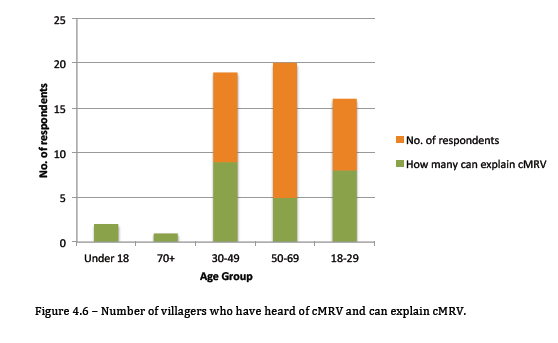 25
20
15
10
5
0
No. of respondents
Under 18 70+ 30-49 50-69 18-29
Age Group
No. of respondents
How many can explain cMRV
Figure 4.6 – Number of villagers who have heard of cMRV and can explain cMRV.